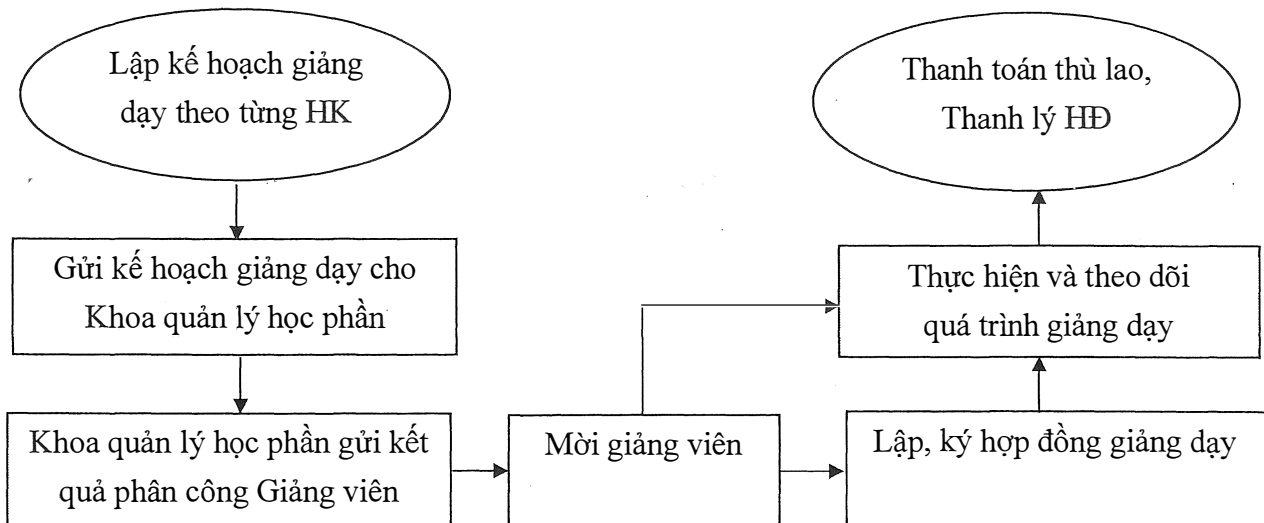 Lập kế hoạch giảng
dạy theo từng HK
Gửi kế hoạch giảng dạy cho
Khoa quản lý học phần
Khoa quản lý học phần gửi kết
quả phân công Giảng viên
Mời giảng viên
Lập, ký hợp đồng giảng dạy
Thực hiện và theo dõi
quá trình giảng dạy
Thanh toán thù lao,
Thanh lý HĐ